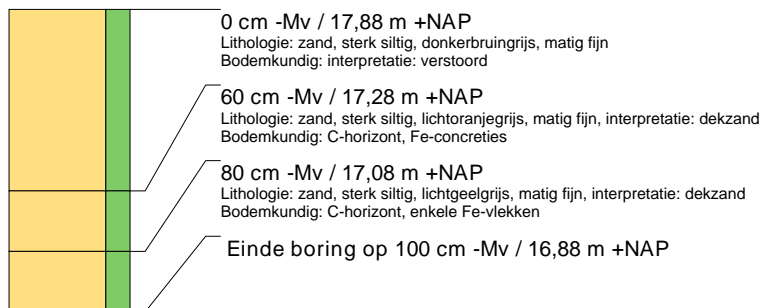 0 cm -Mv / 17,88 m +NAP
Lithologie: zand, sterk siltig, donkerbruingrijs, matig fijn
Bodemkundig: interpretatie: verstoord
60 cm -Mv / 17,28 m +NAP
Lithologie: zand, sterk siltig, lichtoranjegrijs, matig fijn, interpretatie: dekzand
Bodemkundig: C-horizont, Fe-concreties
80 cm -Mv / 17,08 m +NAP
Lithologie: zand, sterk siltig, lichtgeelgrijs, matig fijn, interpretatie: dekzand
Bodemkundig: C-horizont, enkele Fe-vlekken
Einde boring op 100 cm -Mv / 16,88 m +NAP